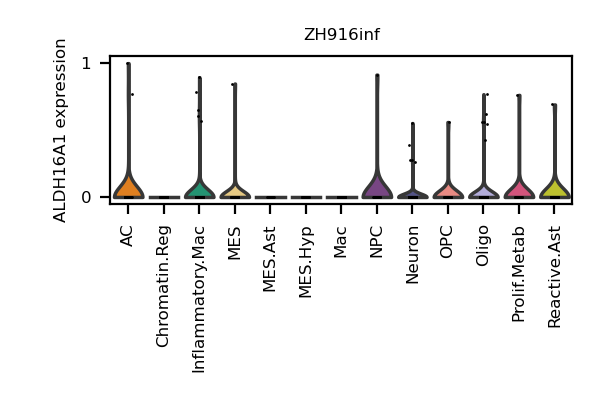 ZH916inf
ALDH16A1 expression
1
0
AC
Chromatin.Reg
Inflammatory.Mac
MES
MES.Ast
MES.Hyp
Mac
NPC
Neuron
OPC
Oligo
Prolif.Metab
Reactive.Ast